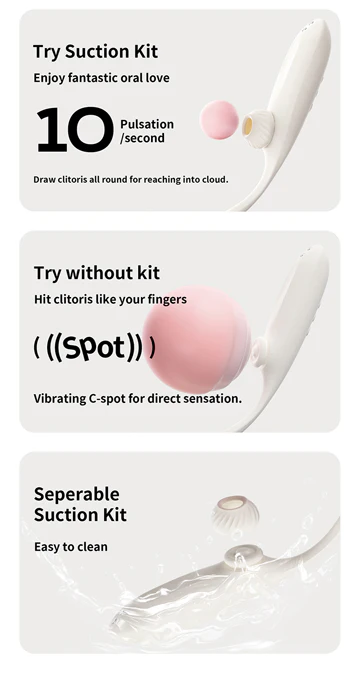 Try Suction Kit
Enjoy fantastic oral love
10 Pulsation
/second
Draw clitoris all round for reaching into cloud.
Try without kit
Hit clitoris like your fingers
( ((Spot)) )
Vibrating C-spot for direct sensation.
Seperable
Suction Kit
Easy to clean